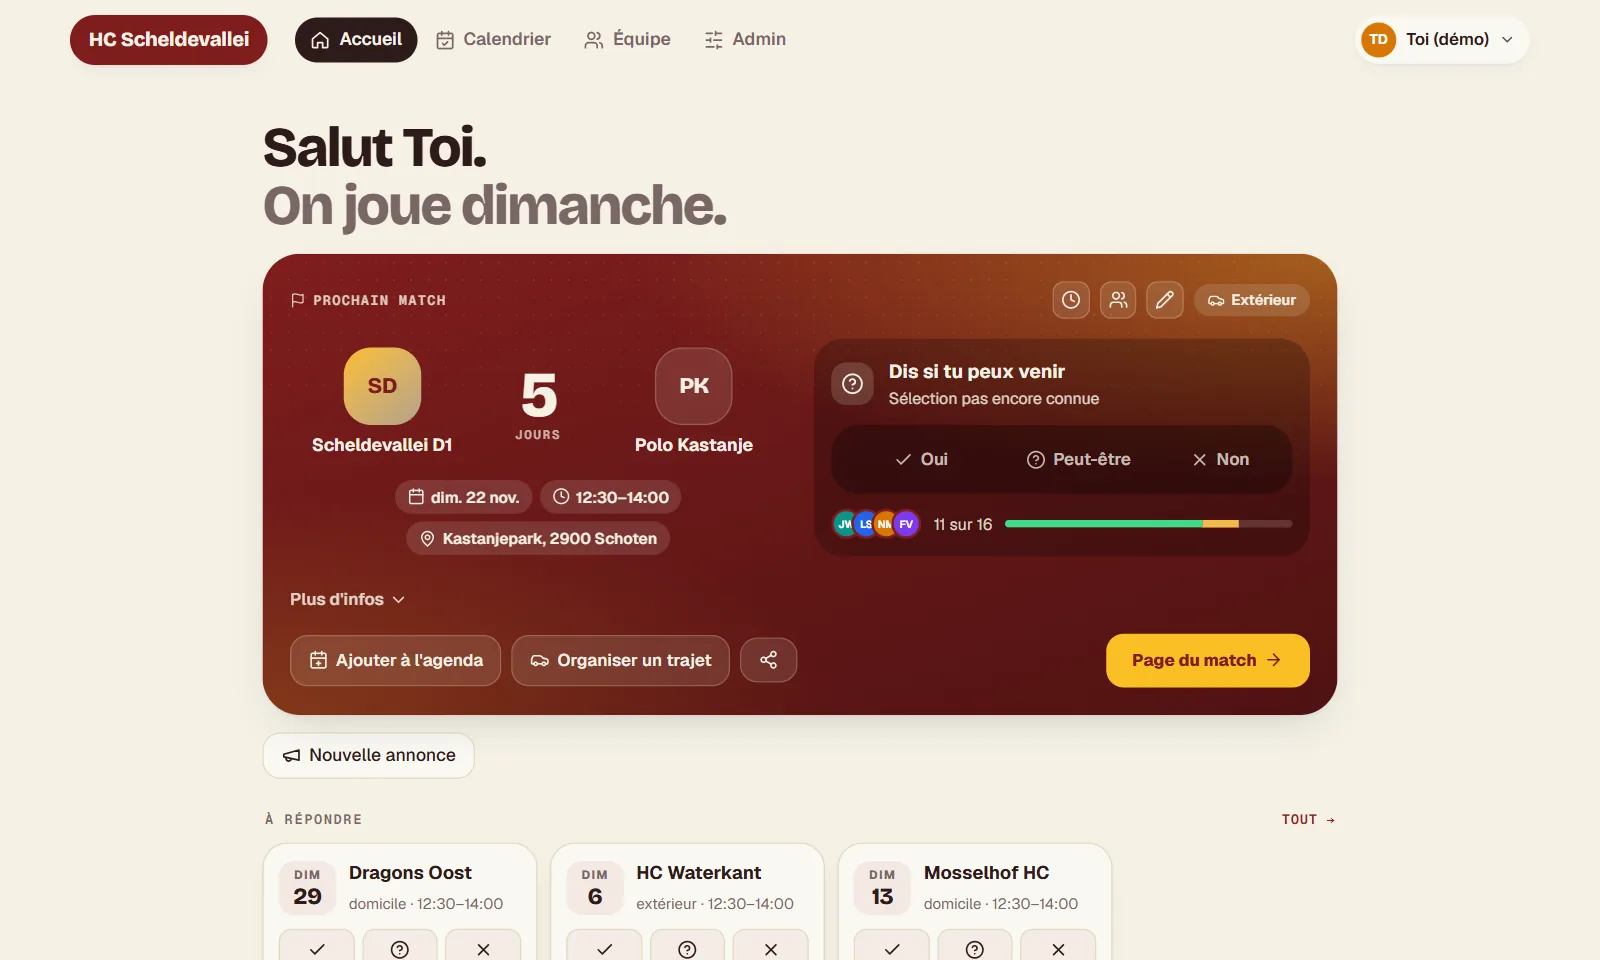 HC Scheldevallei
Accueil
Calendrier
Équipe
Admin
TD
Toi (démo)
Salut Toi.
On joue dimanche.
PROCHAIN MATCH
Extérieur
SD
Scheldevallei D1
5
JOURS
PK
Polo Kastanje
dim. 22 nov.
12:30–14:00
Kastanjepark, 2900 Schoten
Dis si tu peux venir
Sélection pas encore connue
Oui
Peut-être
Non
JW LS NM FV
11 sur 16
Plus d'infos
Ajouter à l'agenda
Organiser un trajet
Page du match →
Nouvelle annonce
À RÉPONDRE
TOUT →
DIM
29
Dragons Oost
domicile · 12:30–14:00
DIM
6
HC Waterkant
extérieur · 12:30–14:00
DIM
13
Mosselhof HC
domicile · 12:30–14:00